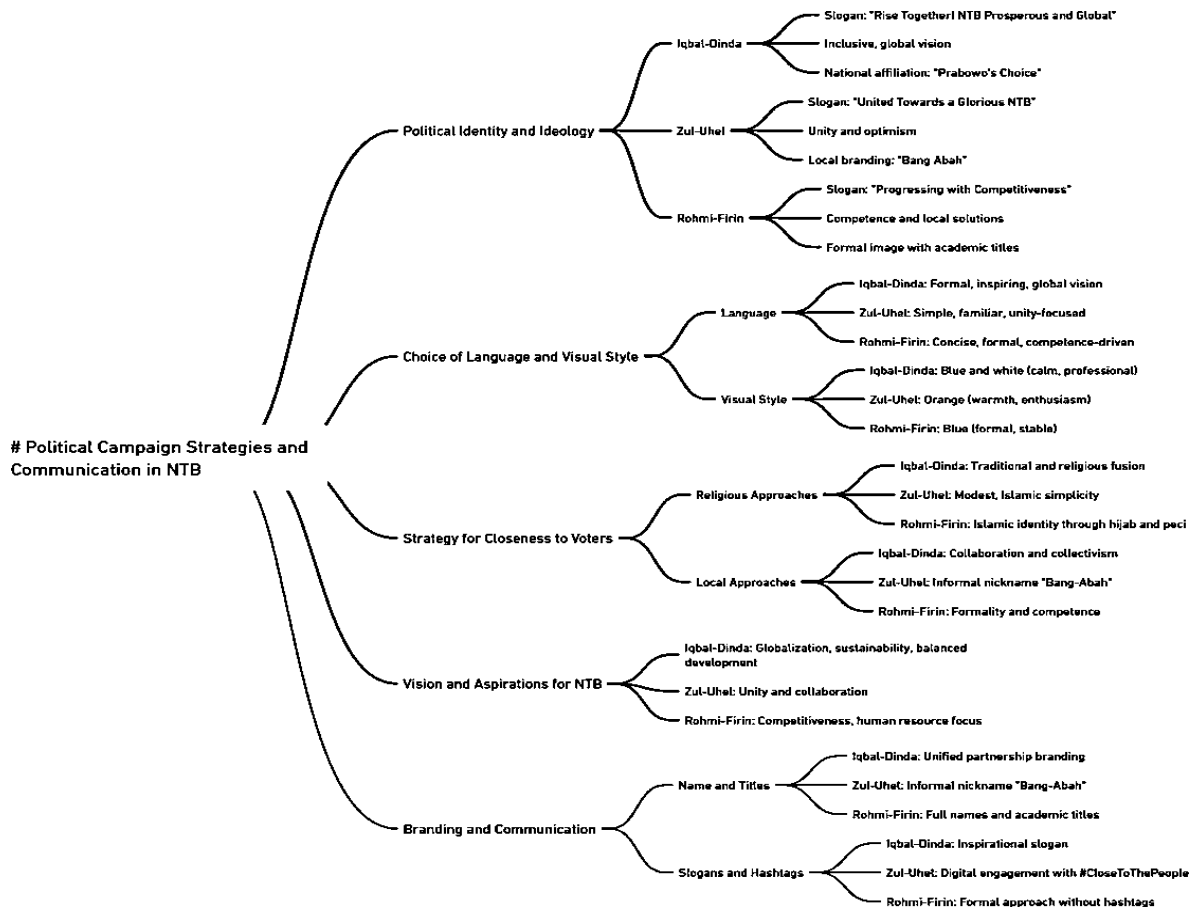 # Political Campaign Strategies and
Communication in NTB
Political Identity and Ideology
Iqbal-Dinda
Slogan: "Rise Together! NTB Prosperous and Global"
Inclusive, global vision
National affiliation: "Prabowo's Choice"
Zul-Uhel
Slogan: "United Towards a Glorious NTB"
Unity and optimism
Local branding: "Bang Abah"
Rohmi-Firin
Slogan: "Progressing with Competitiveness"
Competence and local solutions
Formal image with academic titles
Choice of Language and Visual Style
Language
Iqbal-Dinda: Formal, inspiring, global vision
Zul-Uhel: Simple, familiar, unity-focused
Rohmi-Firin: Concise, formal, competence-driven
Visual Style
Iqbal-Dinda: Blue and white (calm, professional)
Zul-Uhel: Orange (warmth, enthusiasm)
Rohmi-Firin: Blue (formal, stable)
Strategy for Closeness to Voters
Religious Approaches
Iqbal-Dinda: Traditional and religious fusion
Zul-Uhel: Modest, Islamic simplicity
Rohmi-Firin: Islamic identity through hijab and peci
Local Approaches
Iqbal-Dinda: Collaboration and collectivism
Zul-Uhel: Informal nickname "Bang-Abah"
Rohmi-Firin: Formality and competence
Vision and Aspirations for NTB
Iqbal-Dinda: Globalization, sustainability, balanced
development
Zul-Uhel: Unity and collaboration
Rohmi-Firin: Competitiveness, human resource focus
Branding and Communication
Name and Titles
Iqbal-Dinda: Unified partnership branding
Zul-Uhel: Informal nickname "Bang-Abah"
Rohmi-Firin: Full names and academic titles
Slogans and Hashtags
Iqbal-Dinda: Inspirational slogan
Zul-Uhel: Digital engagement with #CloseToThePeople
Rohmi-Firin: Formal approach without hashtags